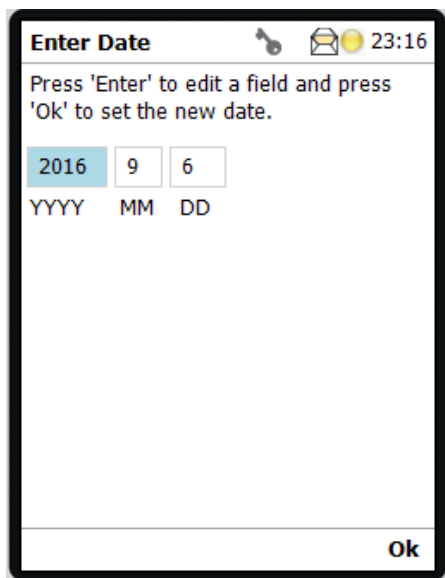 Enter Date 23:16
Press 'Enter' to edit a field and press
'Ok' to set the new date.
2016 9 6
YYYY MM DD
Ok